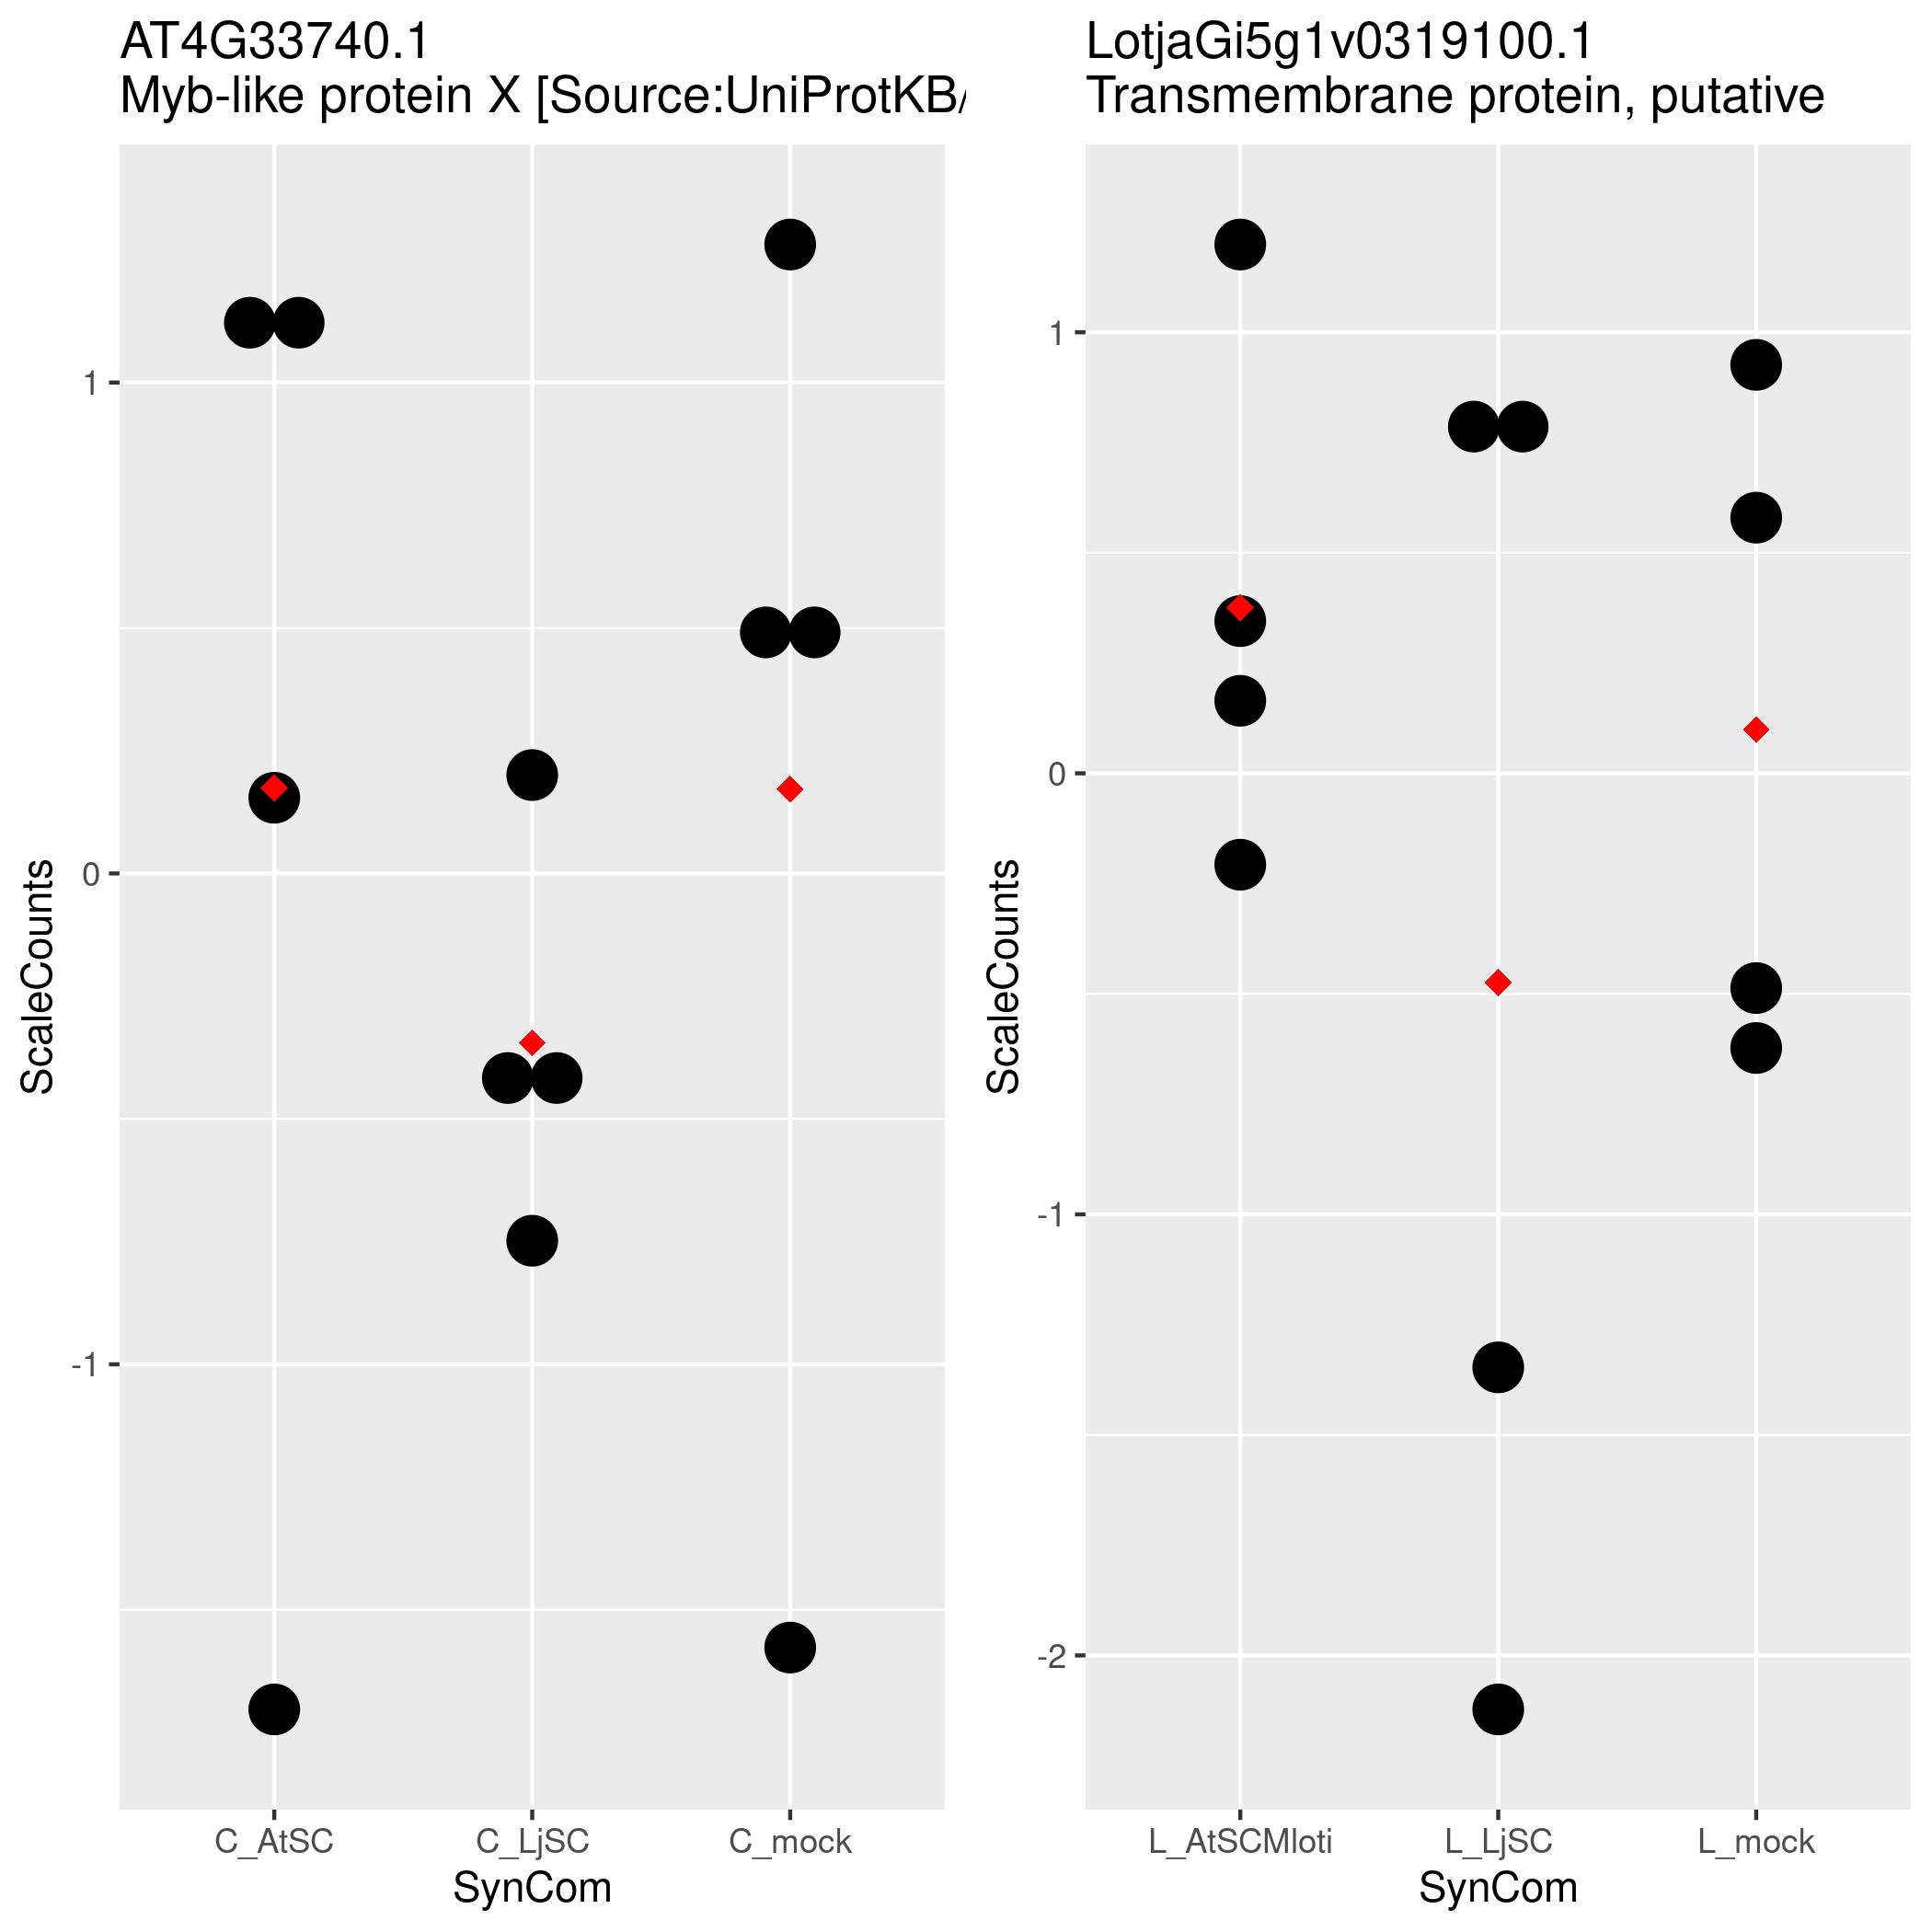 AT4G33740.1
Myb-like protein X [Source:UniProtKB/
ScaleCounts
1
0
-1
C_AtSC
C_LjSC
C_mock
SynCom
LotjaGi5g1v0319100.1
Transmembrane protein, putative
ScaleCounts
1
0
-1
-2
L_AtSCMloti
L_LjSC
L_mock
SynCom